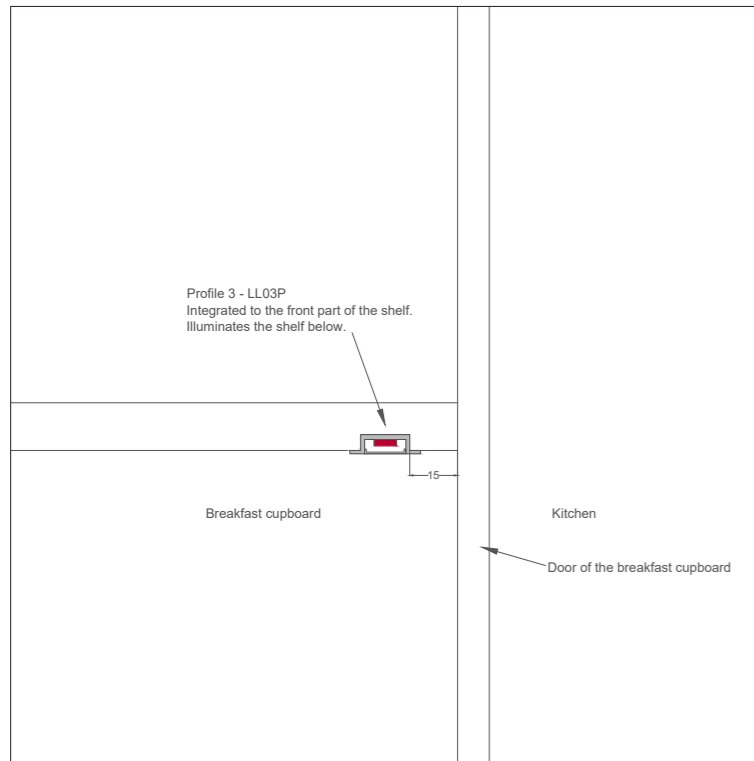 Profile 3 - LL03P
Integrated to the front part of the shelf.
Illuminates the shelf below.
15
Breakfast cupboard
Kitchen
Door of the breakfast cupboard